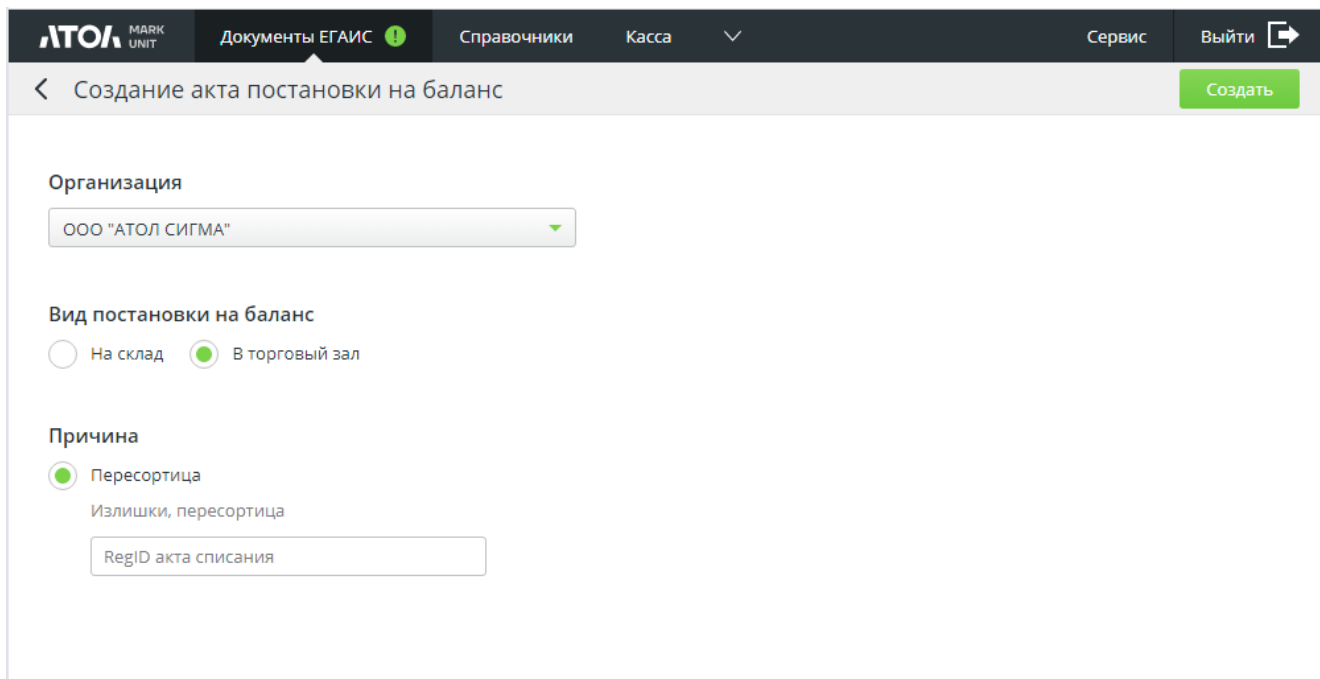 АТОЛ MARK UNIT Документы ЕГАИС ! Справочники Касса Сервис Выйти
Создание акта постановки на баланс Создать
Организация
ООО "АТОЛ СИГМА"
Вид постановки на баланс
На склад В торговый зал
Причина
Пересортица
Излишки, пересортица
RegID акта списания